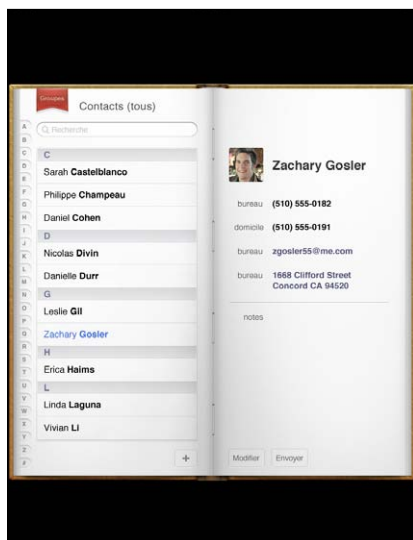 Groupes
Contacts (tous)
Recherche
A
B
C
D
E
F
G
H
I
J
K
L
M
N
O
P
Q
R
S
T
U
V
W
X
Y
Z
#
C
Sarah Castelblanco
Philippe Champeau
Daniel Cohen
D
Nicolas Divin
Danielle Durr
G
Leslie Gil
Zachary Gosler
H
Erica Haims
L
Linda Laguna
Vivian Li
+
Zachary Gosler
bureau (510) 555-0182
domicile (510) 555-0191
bureau zgosler55@me.com
bureau 1668 Clifford Street
Concord CA 94520
notes
Modifier Envoyer